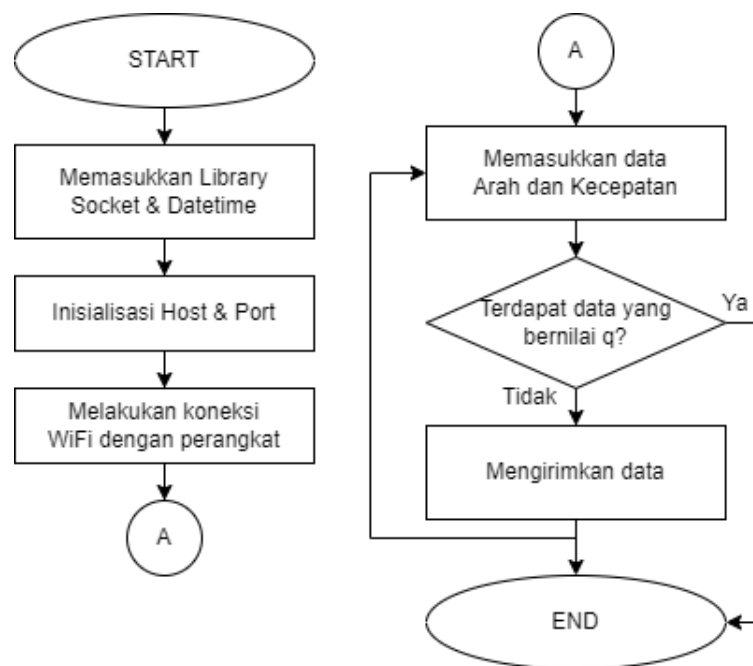 START
Memasukkan Library
Socket & Datetime
Inisialisasi Host & Port
Melakukan koneksi
WiFi dengan perangkat
A
A
Memasukkan data
Arah dan Kecepatan
Terdapat data yang
bernilai q?
Ya
Tidak
Mengirimkan data
END